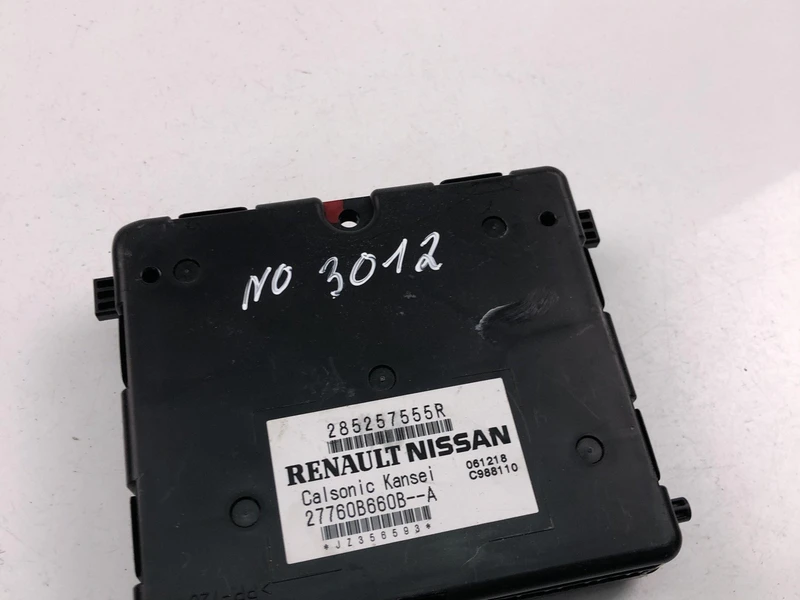 NO 3012
285257555R
RENAULT NISSAN
Calsonic Kansei
061218
C988110
27760B660B--A
*JZ356593*